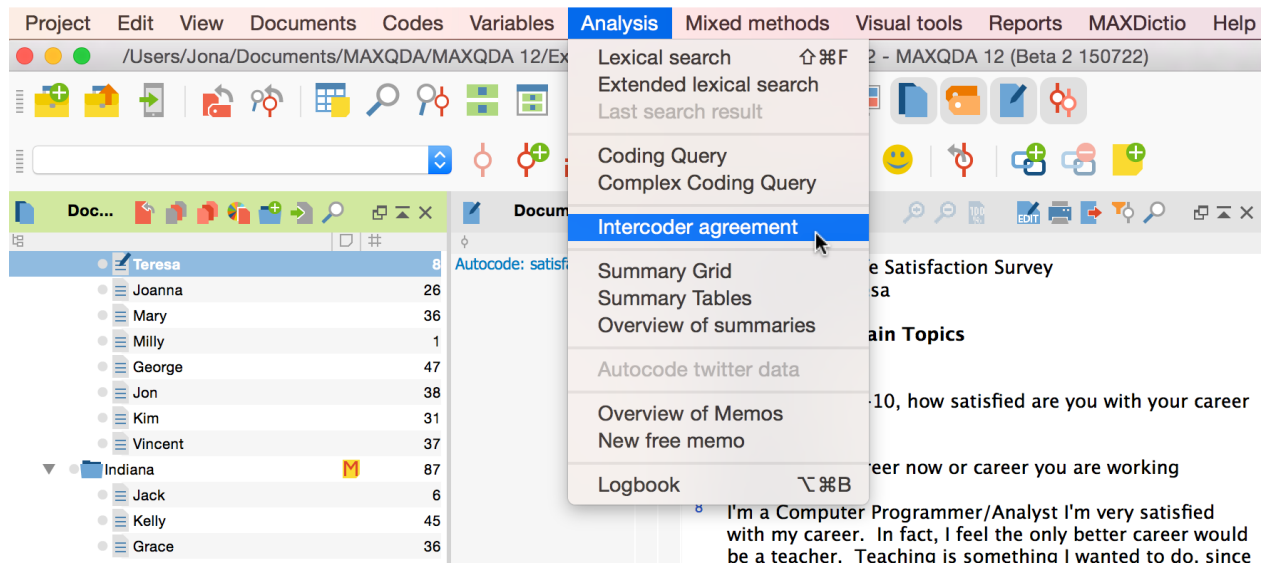 Project Edit View Documents Codes Variables Analysis Mixed methods Visual tools Reports MAXDictio Help
/Users/Jona/Documents/MAXQDA/MAXQDA 12/Ex
2 - MAXQDA 12 (Beta 2 150722)
Lexical search ⇧⌘F
Extended lexical search
Last search result
Coding Query
Complex Coding Query
Intercoder agreement
Summary Grid
Summary Tables
Overview of summaries
Autocode twitter data
Overview of Memos
New free memo
Logbook ⌥⌘B
Doc...
#
Teresa 8
Joanna 26
Mary 36
Milly 1
George 47
Jon 38
Kim 31
Vincent 37
Indiana M 87
Jack 6
Kelly 45
Grace 36
Docum
100
EDIT
Autocode: satisfa
e Satisfaction Survey
sa
ain Topics
-10, how satisfied are you with your career
reer now or career you are working
8 I'm a Computer Programmer/Analyst I'm very satisfied
with my career. In fact, I feel the only better career would
be a teacher. Teaching is something I wanted to do, since